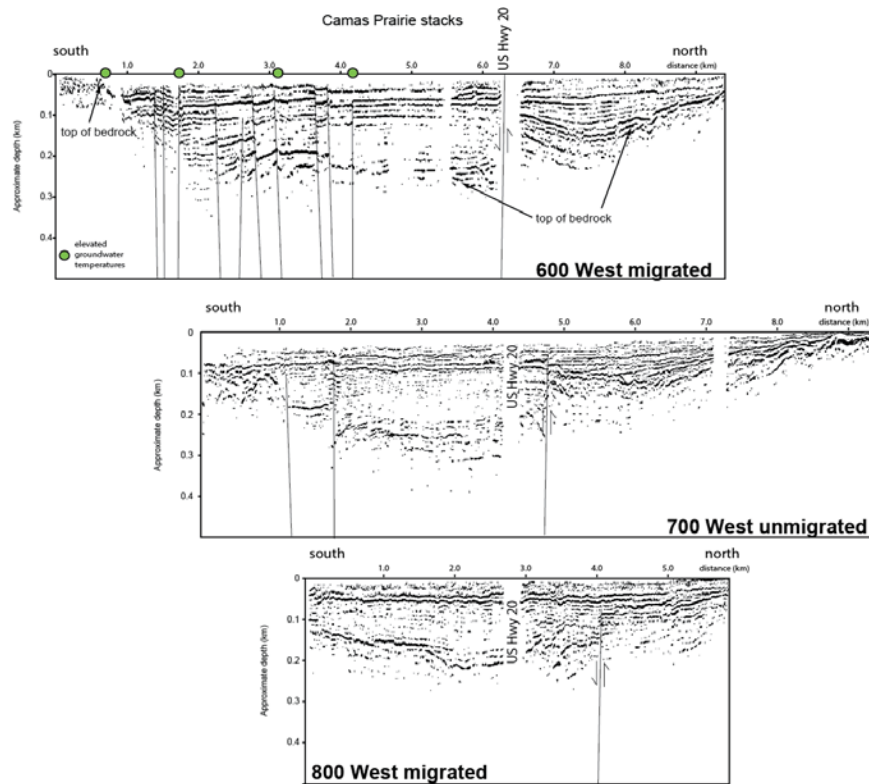 Camas Prairie stacks
US Hwy 20
south
north
1.0 2.0 3.0 4.0 5.0 6.0 7.0 8.0 distance (km)
0
0.1
0.2
0.3
0.4
Approximate depth (km)
top of bedrock
top of bedrock
elevated
groundwater
temperatures
600 West migrated
south
north
1.0 2.0 3.0 4.0 5.0 6.0 7.0 8.0
distance (km)
0
0.1
0.2
0.3
0.4
Approximate depth (km)
US Hwy 20
700 West unmigrated
south
north
1.0 2.0 3.0 4.0 5.0 distance (km)
0
0.1
0.2
0.3
0.4
Approximate depth (km)
US Hwy 20
800 West migrated